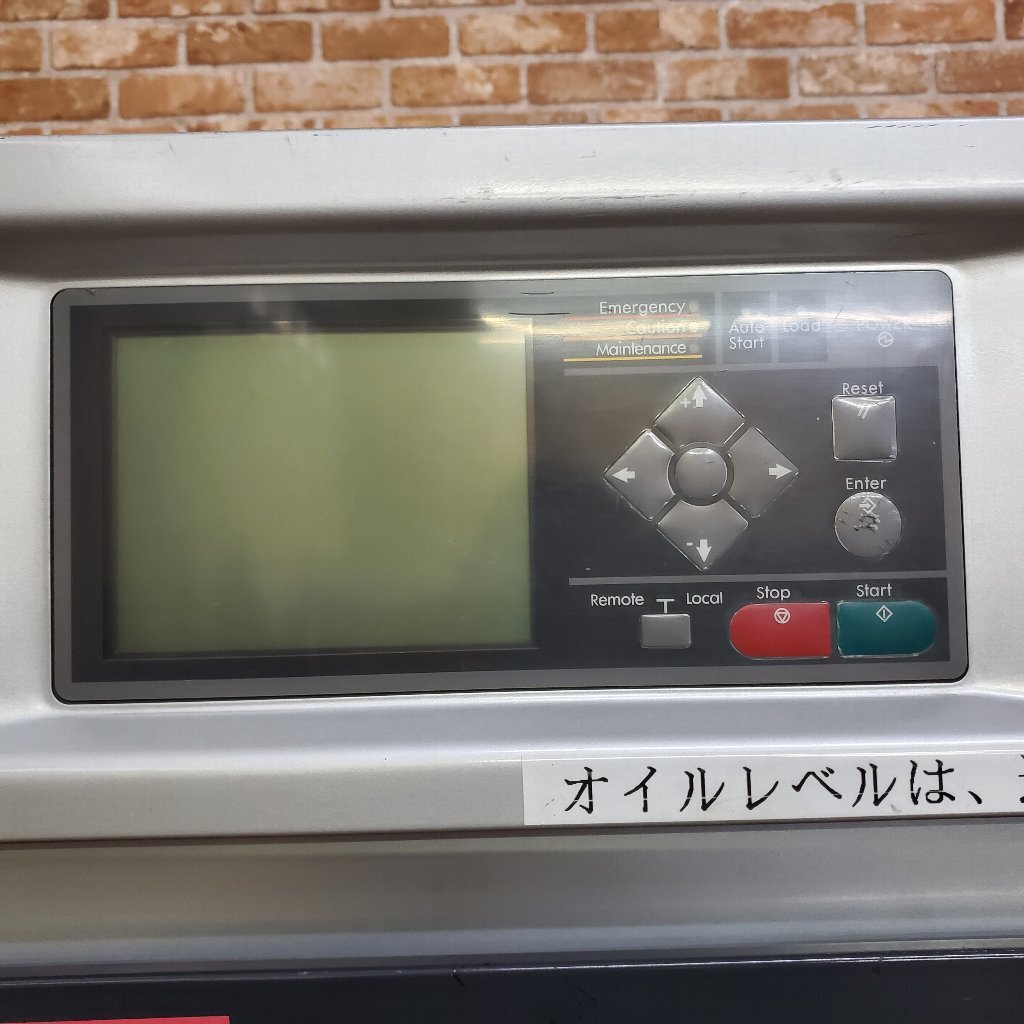 Emergency
Caution
Maintenance
Auto
Start
Load
POWER
Reset
Enter
+
-
Remote
Local
Stop
Start
オイルレベルは、